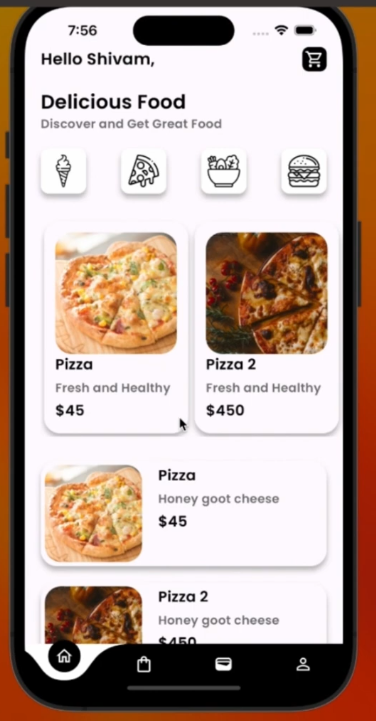 7:56
Hello Shivam,
Delicious Food
Discover and Get Great Food
Pizza
Fresh and Healthy
$45
Pizza 2
Fresh and Healthy
$450
Pizza
Honey goot cheese
$45
Pizza 2
Honey goot cheese
$450